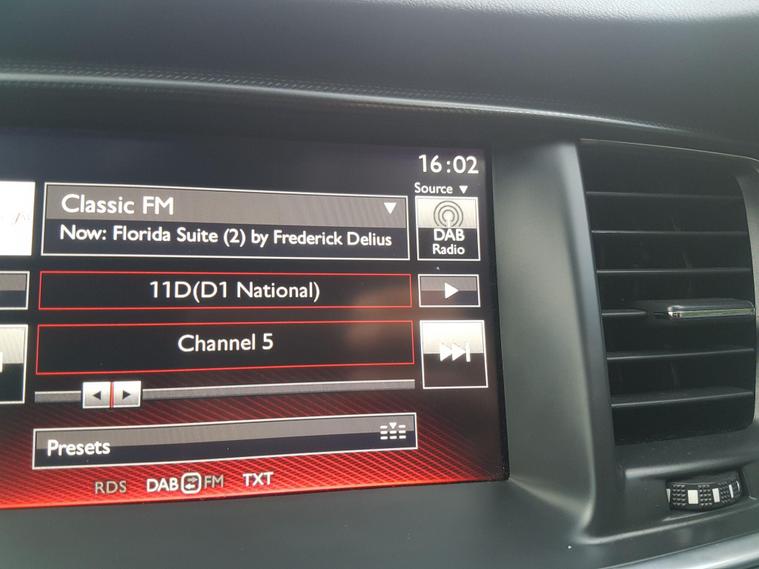 16:02
Source
Classic FM
Now: Florida Suite (2) by Frederick Delius
DAB
Radio
11D(D1 National)
Channel 5
Presets
RDS DAB FM TXT